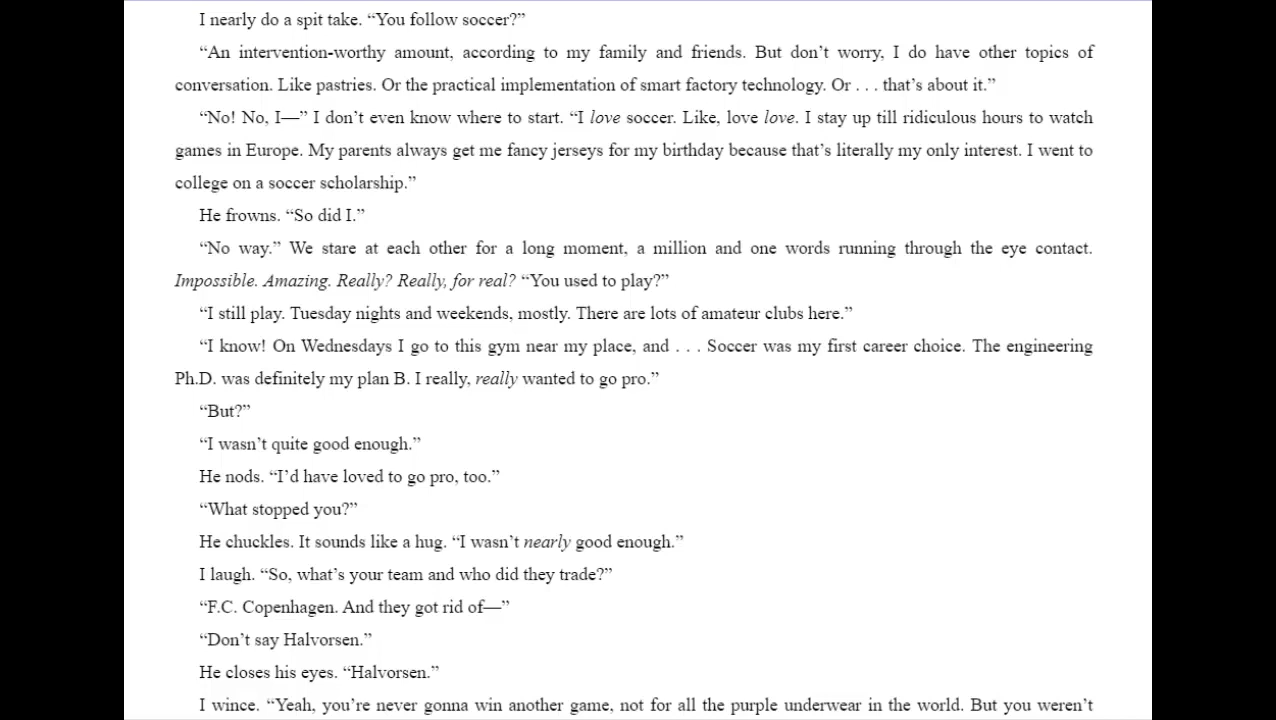 I nearly do a spit take. “You follow soccer?”
“An intervention-worthy amount, according to my family and friends. But don’t worry, I do have other topics of
conversation. Like pastries. Or the practical implementation of smart factory technology. Or . . . that’s about it.”
“No! No, I—” I don’t even know where to start. “I love soccer. Like, love love. I stay up till ridiculous hours to watch
games in Europe. My parents always get me fancy jerseys for my birthday because that’s literally my only interest. I went to
college on a soccer scholarship.”
He frowns. “So did I.”
“No way.” We stare at each other for a long moment, a million and one words running through the eye contact.
Impossible. Amazing. Really? Really, for real? “You used to play?”
“I still play. Tuesday nights and weekends, mostly. There are lots of amateur clubs here.”
“I know! On Wednesdays I go to this gym near my place, and . . . Soccer was my first career choice. The engineering
Ph.D. was definitely my plan B. I really, really wanted to go pro.”
“But?”
“I wasn’t quite good enough.”
He nods. “I’d have loved to go pro, too.”
“What stopped you?”
He chuckles. It sounds like a hug. “I wasn’t nearly good enough.”
I laugh. “So, what’s your team and who did they trade?”
“F.C. Copenhagen. And they got rid of—”
“Don’t say Halvorsen.”
He closes his eyes. “Halvorsen.”
I wince. “Yeah, you’re never gonna win another game, not for all the purple underwear in the world. But you weren’t